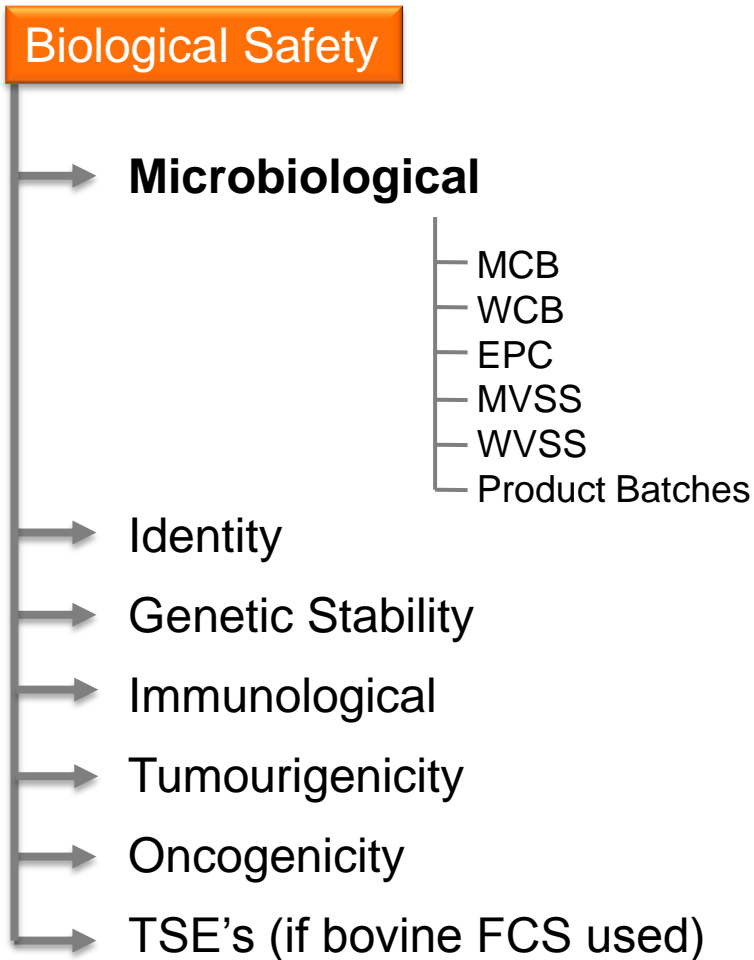 Biological Safety
Microbiological
MCB
WCB
EPC
MVSS
WVSS
Product Batches
Identity
Genetic Stability
Immunological
Tumourigenicity
Oncogenicity
TSE's (if bovine FCS used)